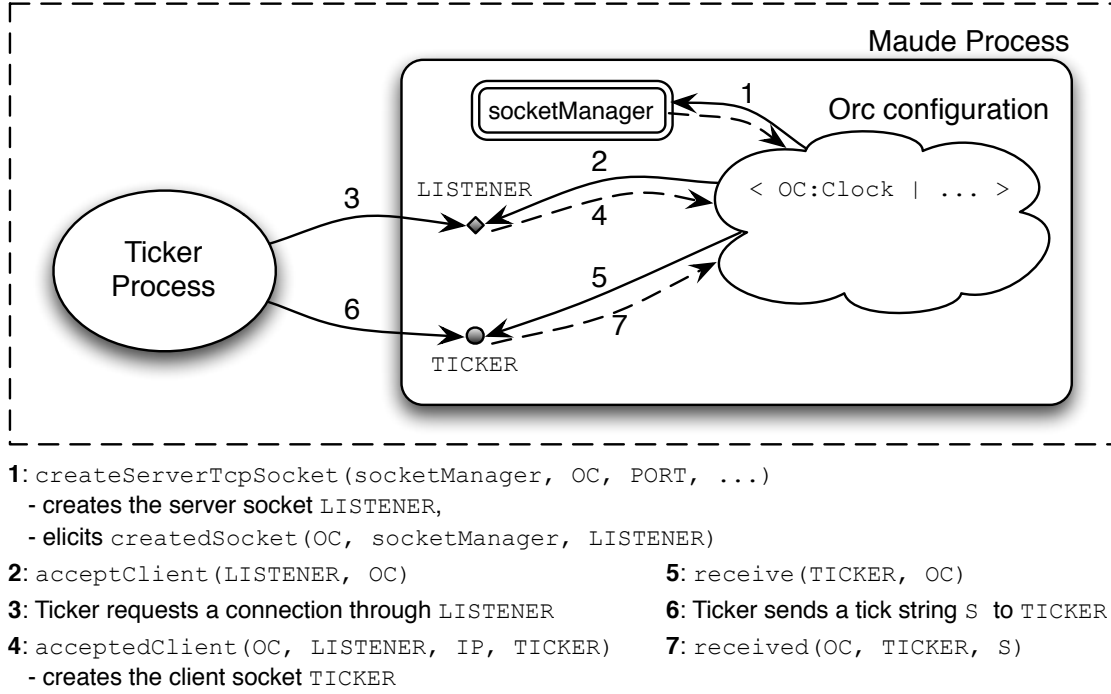 Maude Process
socketManager
1
Orc configuration
2
LISTENER
< OC:Clock | ... >
3
4
Ticker
Process
5
6
7
TICKER
1: createServerTcpSocket(socketManager, OC, PORT, ...)
- creates the server socket LISTENER,
- elicits createdSocket(OC, socketManager, LISTENER)
2: acceptClient(LISTENER, OC)
5: receive(TICKER, OC)
3: Ticker requests a connection through LISTENER
6: Ticker sends a tick string S to TICKER
4: acceptedClient(OC, LISTENER, IP, TICKER)
7: received(OC, TICKER, S)
- creates the client socket TICKER